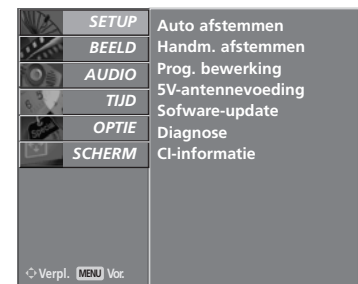 SETUP
BEELD
AUDIO
TIJD
OPTIE
SCHERM
Auto afstemmen
Handm. afstemmen
Prog. bewerking
5V-antennevoeding
Sofware-update
Diagnose
CI-informatie
Verpl. MENU Vor.